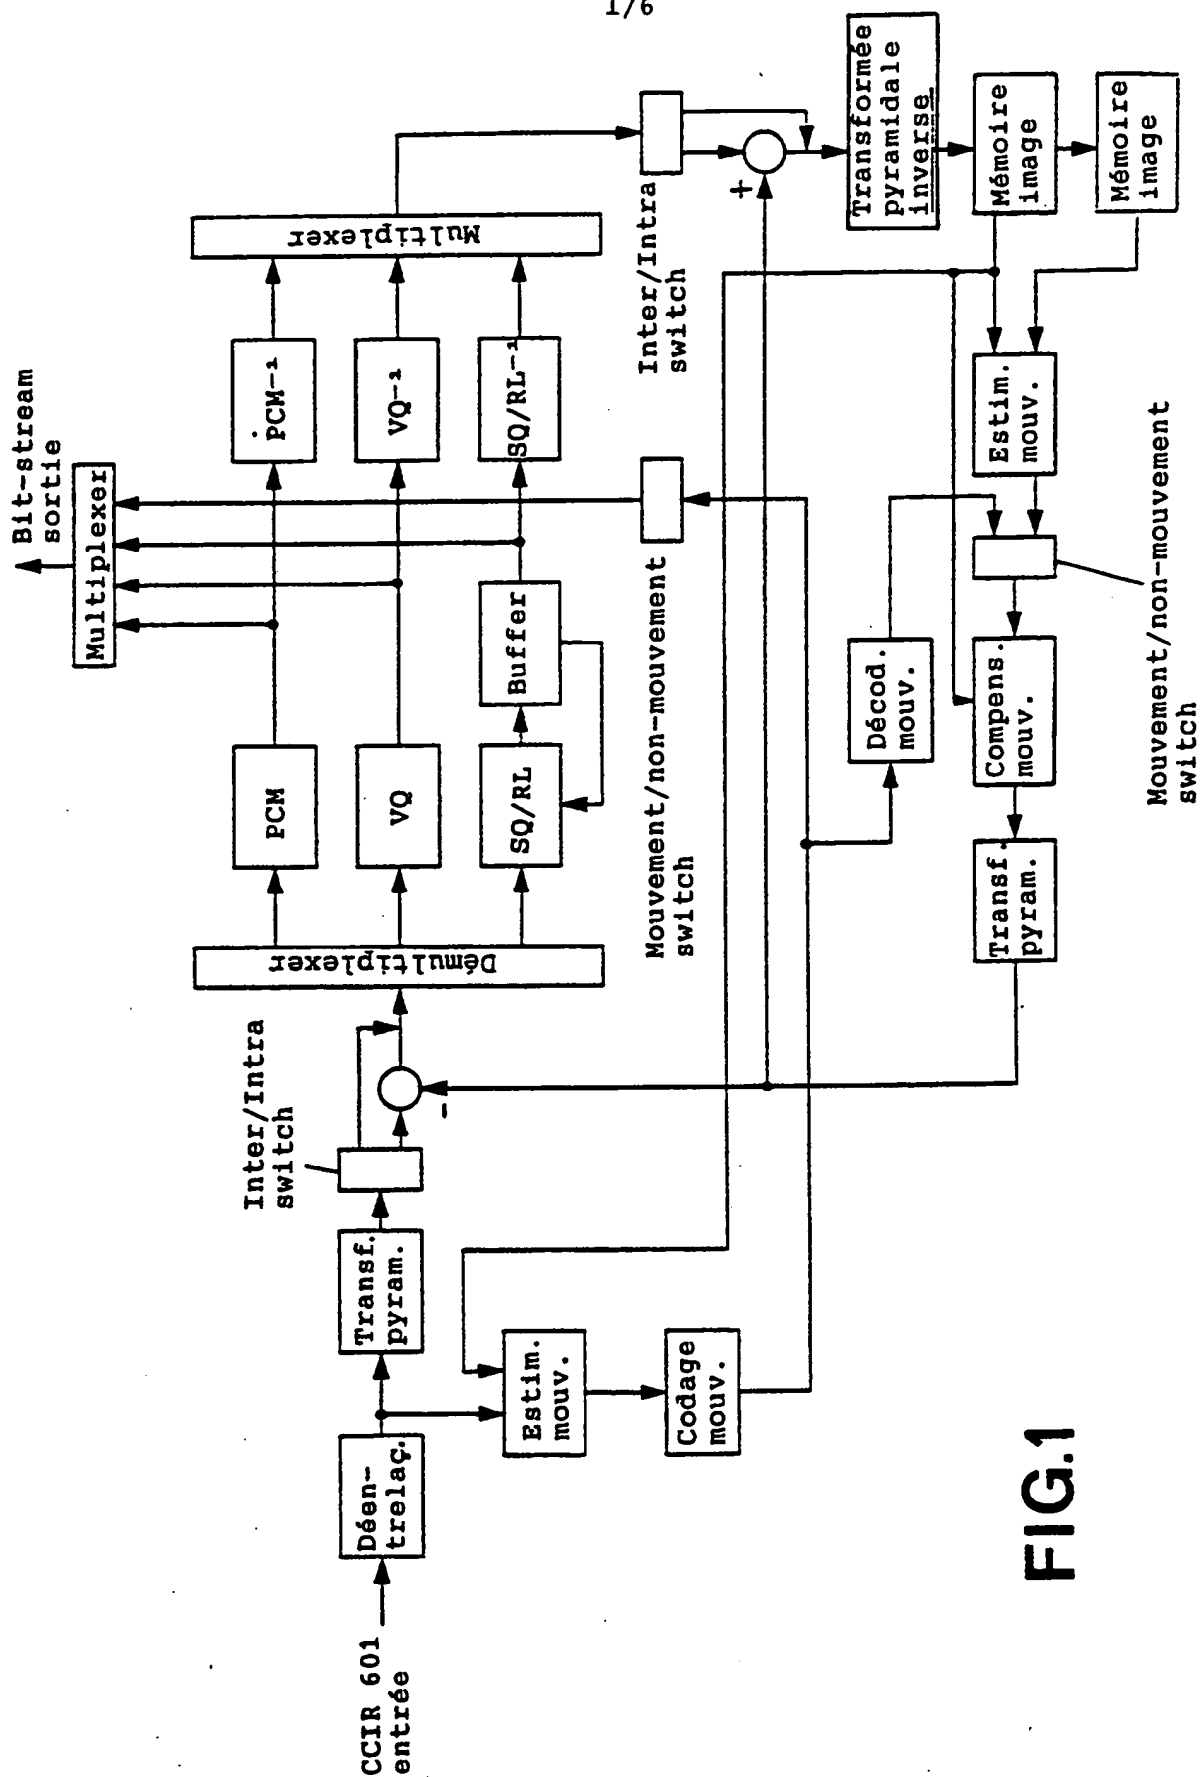 1/6
CCIR 601
entrée
Déen-
trelaç.
Transf.
pyram.
Inter/Intra
switch
-
Démultiplexer
PCM
VQ
SQ/RL
Buffer
Multiplexer
Bit-stream
sortie
PCM-1
VQ-1
SQ/RL-1
Multiplexer
Mouvement/non-mouvement
switch
Inter/Intra
switch
+
Transformée
pyramidale
inverse
Mémoire
image
Mémoire
image
Estim.
mouv.
Codage
mouv.
Décod.
mouv.
Estim.
mouv.
Compens.
mouv.
Transf.
pyram.
Mouvement/non-mouvement
switch
FIG.1